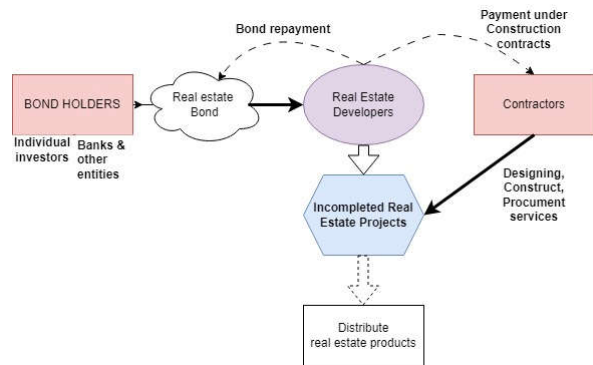 Payment under
Construction
contracts
Bond repayment
BOND HOLDERS
Real estate
Bond
Real Estate
Developers
Contractors
Individual
investors
Banks &
other
entities
Designing,
Construct,
Procurement
services
Incompleted Real
Estate Projects
Distribute
real estate products